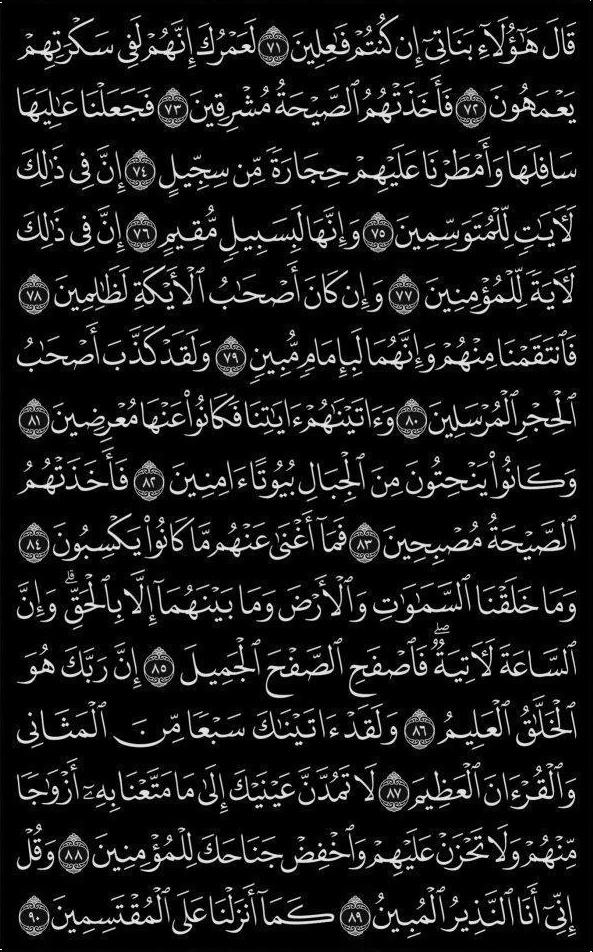 قَالَ هَٰٓؤُلَآءِ بَنَاتِىٓ إِن كُنتُمْ فَٰعِلِينَ ٧١ لَعَمْرُكَ إِنَّهُمْ لَفِى سَكْرَتِهِمْ
يَعْمَهُونَ ٧٢ فَأَخَذَتْهُمُ ٱلصَّيْحَةُ مُشْرِقِينَ ٧٣ فَجَعَلْنَا عَٰلِيَهَا
سَافِلَهَا وَأَمْطَرْنَا عَلَيْهِمْ حِجَارَةً مِّن سِجِّيلٍ ٧٤ إِنَّ فِى ذَٰلِكَ
لَءَايَٰتٍ لِّلْمُتَوَسِّمِينَ ٧٥ وَإِنَّهَا لَبِسَبِيلٍ مُّقِيمٍ ٧٦ إِنَّ فِى ذَٰلِكَ
لَءَايَةً لِّلْمُؤْمِنِينَ ٧٧ وَإِن كَانَ أَصْحَٰبُ ٱلْأَيْكَةِ لَظَٰلِمِينَ ٧٨
فَٱنتَقَمْنَا مِنْهُمْ وَإِنَّهُمَا لَبِإِمَامٍ مُّبِينٍ ٧٩ وَلَقَدْ كَذَّبَ أَصْحَٰبُ
ٱلْحِجْرِ ٱلْمُرْسَلِينَ ٨٠ وَءَاتَيْنَٰهُمْ ءَايَٰتِنَا فَكَانُوا۟ عَنْهَا مُعْرِضِينَ ٨١
وَكَانُوا۟ يَنْحِتُونَ مِنَ ٱلْجِبَالِ بُيُوتًا ءَامِنِينَ ٨٢ فَأَخَذَتْهُمُ
ٱلصَّيْحَةُ مُصْبِحِينَ ٨٣ فَمَآ أَغْنَىٰ عَنْهُم مَّا كَانُوا۟ يَكْسِبُونَ ٨٤
وَمَا خَلَقْنَا ٱلسَّمَٰوَٰتِ وَٱلْأَرْضَ وَمَا بَيْنَهُمَآ إِلَّا بِٱلْحَقِّ ۗ وَإِنَّ
ٱلسَّاعَةَ لَءَاتِيَةٌ ۖ فَٱصْفَحِ ٱلصَّفْحَ ٱلْجَمِيلَ ٨٥ إِنَّ رَبَّكَ هُوَ
ٱلْخَلَّٰقُ ٱلْعَلِيمُ ٨٦ وَلَقَدْ ءَاتَيْنَٰكَ سَبْعًا مِّنَ ٱلْمَثَانِى
وَٱلْقُرْءَانَ ٱلْعَظِيمَ ٨٧ لَا تَمُدَّنَّ عَيْنَيْكَ إِلَىٰ مَا مَتَّعْنَا بِهِۦٓ أَزْوَٰجًا
مِّنْهُمْ وَلَا تَحْزَنْ عَلَيْهِمْ وَٱخْفِضْ جَنَاحَكَ لِلْمُؤْمِنِينَ ٨٨ وَقُلْ
إِنِّىٓ أَنَا ٱلنَّذِيرُ ٱلْمُبِينُ ٨٩ كَمَآ أَنزَلْنَا عَلَى ٱلْمُقْتَسِمِينَ ٩٠